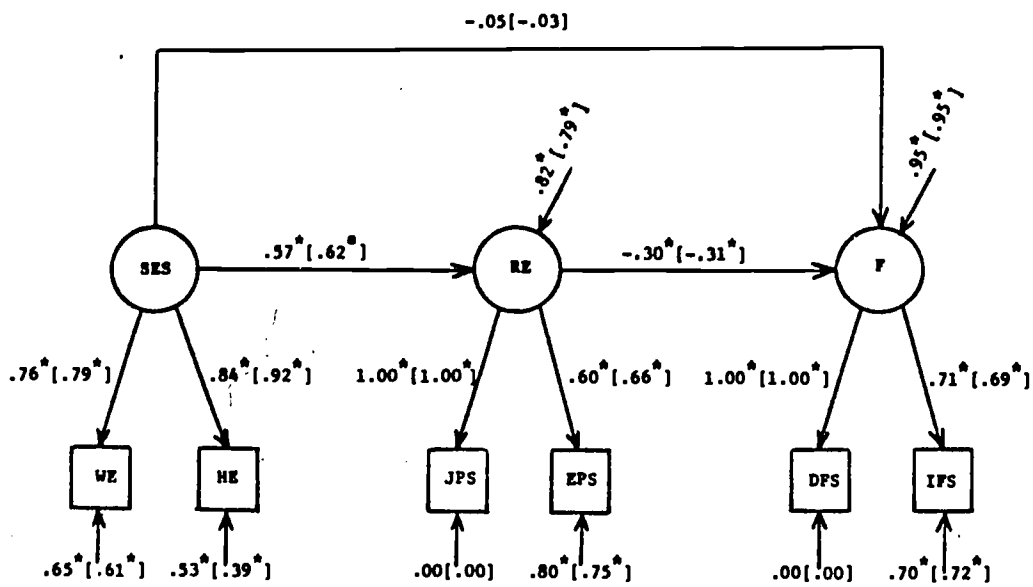 -.05[-.03]
.82*[.79*]
.95*[.95*]
SES
.57*[.62*]
RE
-.30*[-.31*]
F
.76*[.79*]
.84*[.92*]
1.00*[1.00*]
.60*[.66*]
1.00*[1.00*]
.71*[.69*]
WE
HE
JPS
EPS
DFS
IFS
.65*[.61*]
.53*[.39*]
.00[.00]
.80*[.75*]
.00[.00]
.70*[.72*]